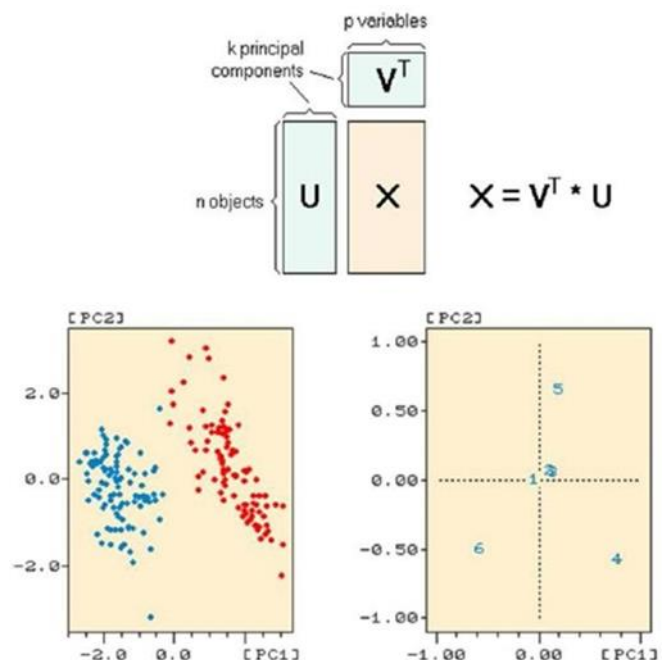 p variables
k principal
components
V^T
n objects
U
X
X = V^T * U
[PC2]
2.0
0.0
-2.0
-2.0
0.0
[PC1]
[PC2]
1.00
0.50
0.00
-0.50
-1.00
5
1
6
4
-1.00
0.00
[PC1]